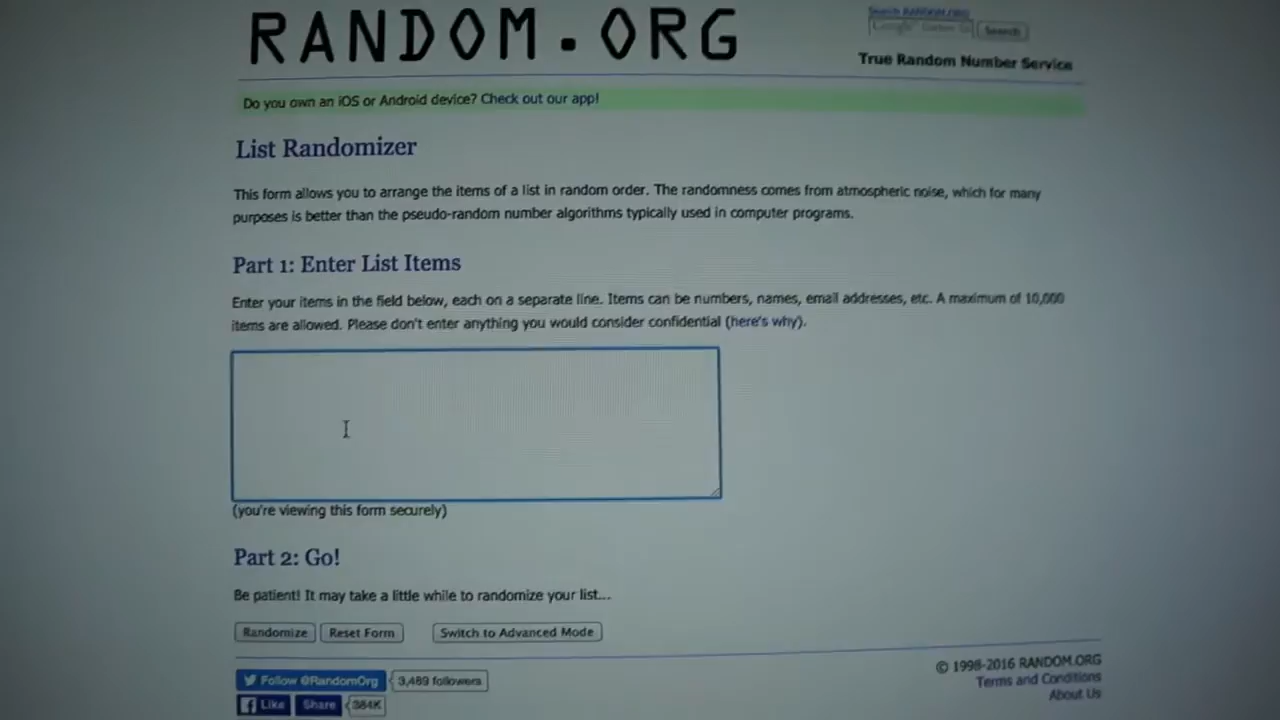 RANDOM.ORG
Search RANDOM.ORG
Google
Search
True Random Number Service
Do you own an iOS or Android device? Check out our app!
List Randomizer
This form allows you to arrange the items of a list in random order. The randomness comes from atmospheric noise, which for many
purposes is better than the pseudo-random number algorithms typically used in computer programs.
Part 1: Enter List Items
Enter your items in the field below, each on a separate line. Items can be numbers, names, email addresses, etc. A maximum of 10,000
items are allowed. Please don't enter anything you would consider confidential (here's why).
(you're viewing this form securely)
Part 2: Go!
Be patient! It may take a little while to randomize your list...
Randomize Reset Form Switch to Advanced Mode
Follow @RandomOrg 3,489 followers
Like Share 384K
© 1998-2016 RANDOM.ORG
Terms and Conditions
About Us